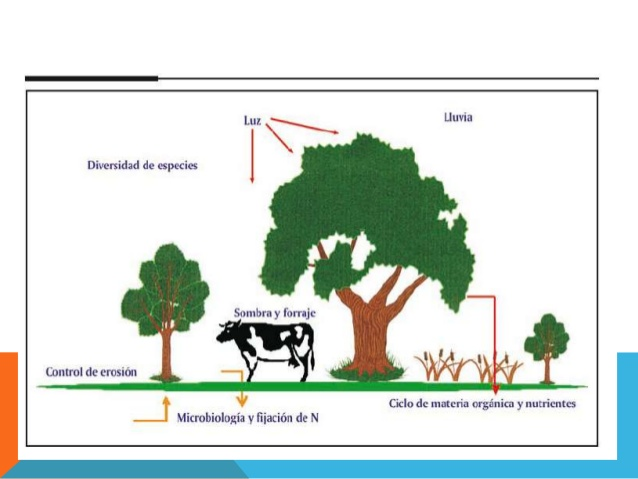 Luz
Lluvia
Diversidad de especies
Sombra y forraje
Control de erosión
Ciclo de materia orgánica y nutrientes
Microbiología y fijación de N